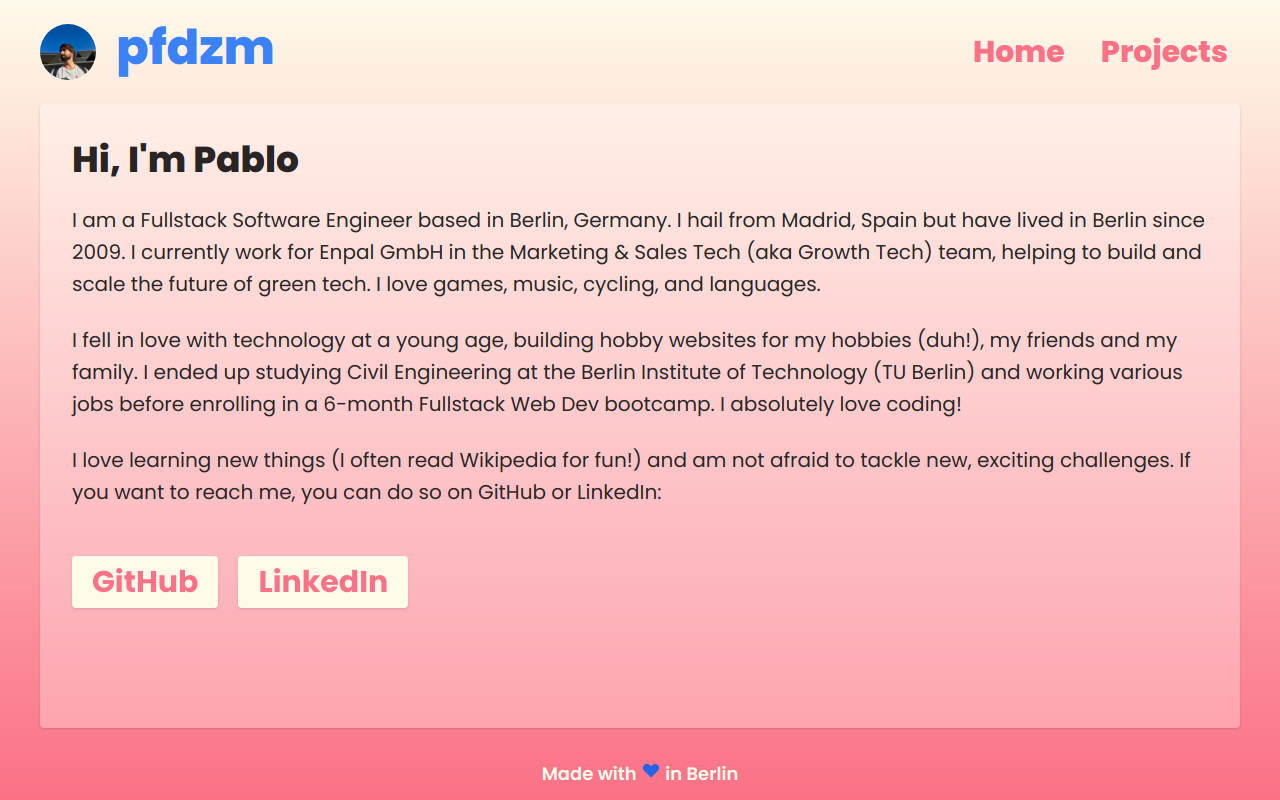 pfdzm
Home Projects
Hi, I'm Pablo
I am a Fullstack Software Engineer based in Berlin, Germany. I hail from Madrid, Spain but have lived in Berlin since
2009. I currently work for Enpal GmbH in the Marketing & Sales Tech (aka Growth Tech) team, helping to build and
scale the future of green tech. I love games, music, cycling, and languages.
I fell in love with technology at a young age, building hobby websites for my hobbies (duh!), my friends and my
family. I ended up studying Civil Engineering at the Berlin Institute of Technology (TU Berlin) and working various
jobs before enrolling in a 6-month Fullstack Web Dev bootcamp. I absolutely love coding!
I love learning new things (I often read Wikipedia for fun!) and am not afraid to tackle new, exciting challenges. If
you want to reach me, you can do so on GitHub or LinkedIn:
GitHub LinkedIn
Made with ♥ in Berlin